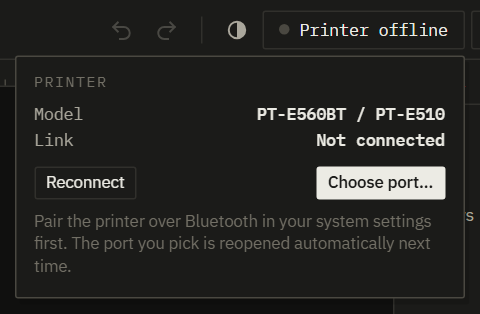 Printer offline
PRINTER
Model PT-E560BT / PT-E510
Link Not connected
Reconnect Choose port...
Pair the printer over Bluetooth in your system settings
first. The port you pick is reopened automatically next
time.